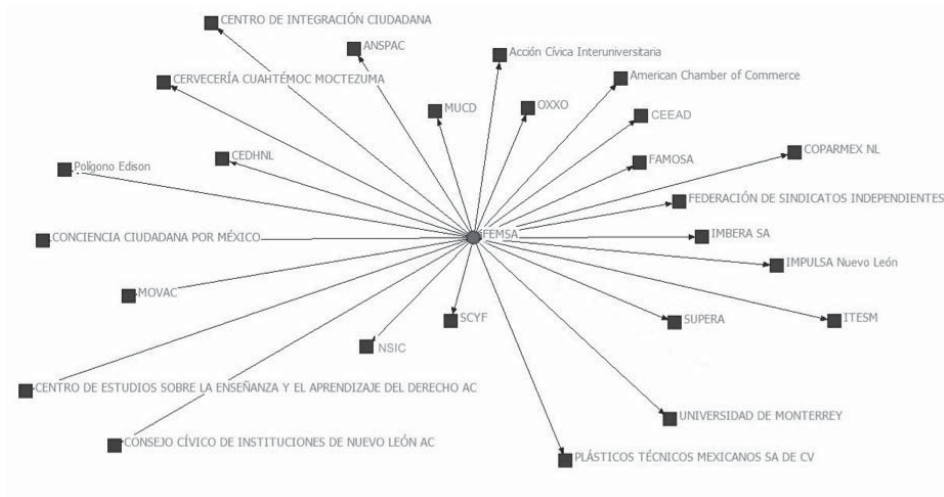 CENTRO DE INTEGRACIÓN CIUDADANA
ANSPAC
Acción Cívica Interuniversitaria
CERVECERÍA CUAHTÉMOC MOCTEZUMA
American Chamber of Commerce
MUCD
OXXO
CEEAD
CEDHNL
FAMOSA
COPARMEX NL
Polígono Edison
FEDERACIÓN DE SINDICATOS INDEPENDIENTES
CONCIENCIA CIUDADANA POR MÉXICO
FEMSA
IMBERA SA
IMPULSA Nuevo León
MOVAC
SCYF
SUPERA
ITESM
NSIC
CENTRO DE ESTUDIOS SOBRE LA ENSEÑANZA Y EL APRENDIZAJE DEL DERECHO AC
UNIVERSIDAD DE MONTERREY
CONSEJO CÍVICO DE INSTITUCIONES DE NUEVO LEÓN AC
PLÁSTICOS TÉCNICOS MEXICANOS SA DE CV